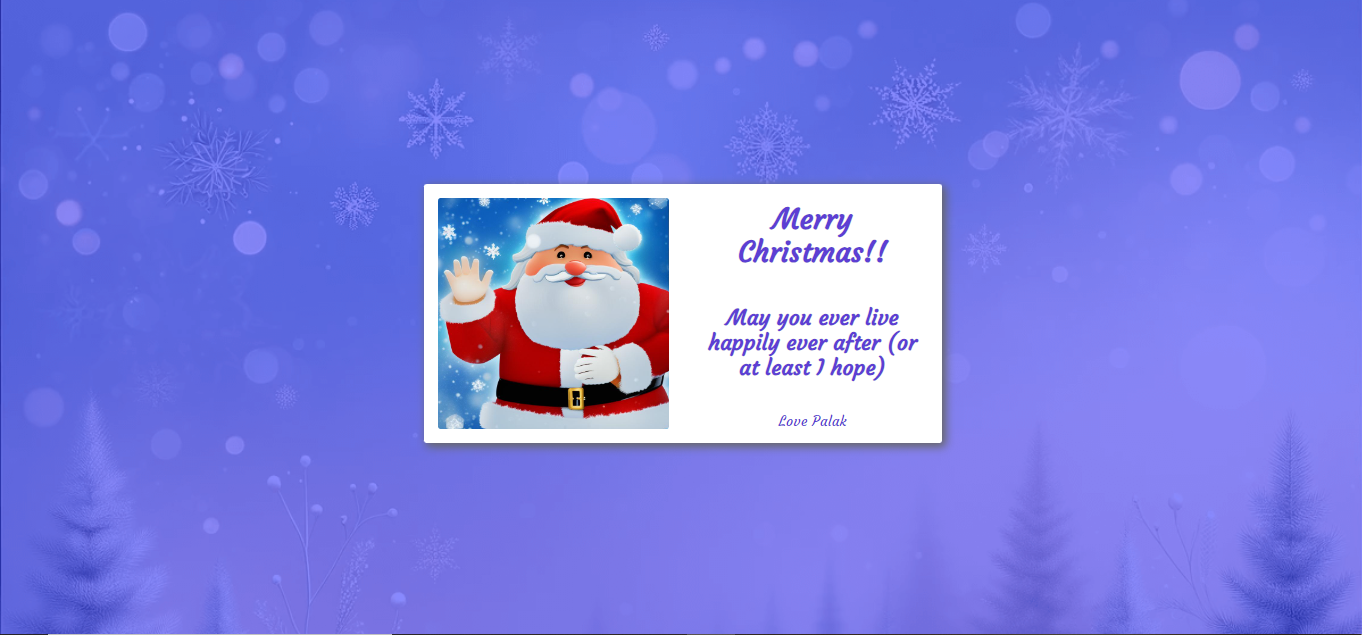 Merry
Christmas!!
May you ever live
happily ever after (or
at least I hope)
Love Palak